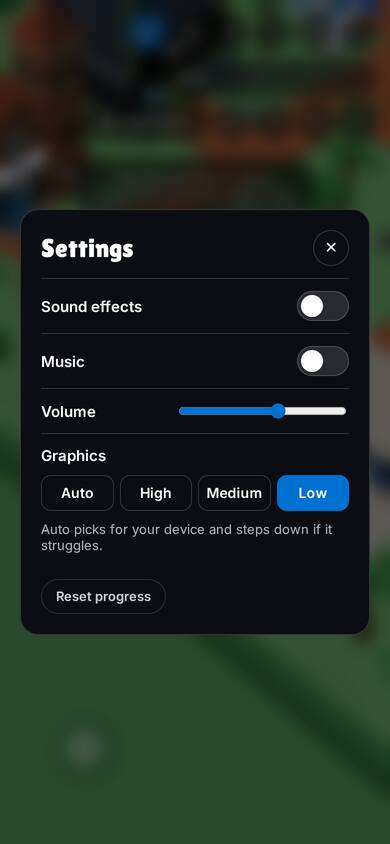 Settings
✕
Sound effects
Music
Volume
Graphics
Auto High Medium Low
Auto picks for your device and steps down if it
struggles.
Reset progress